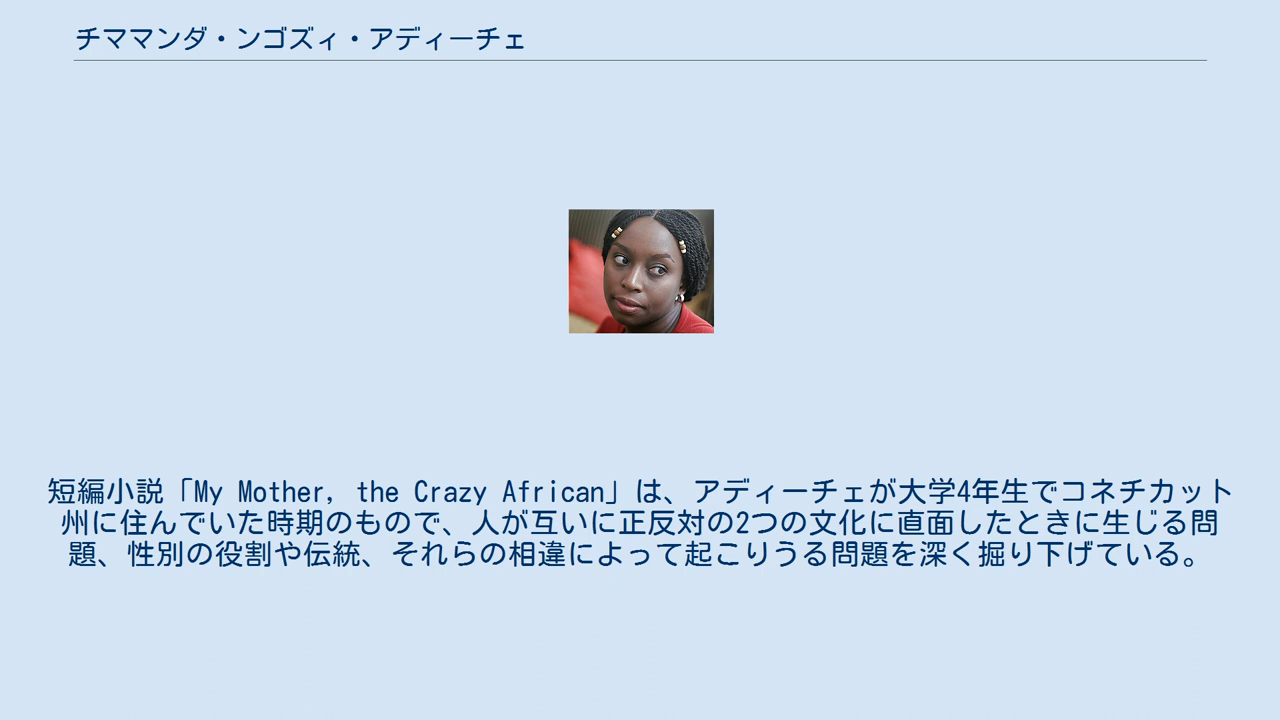 チママンダ・ンゴズィ・アディーチェ
短編小説「My Mother, the Crazy African」は、アディーチェが大学4年生でコネチカット
州に住んでいた時期のもので、人が互いに正反対の2つの文化に直面したときに生じる問
題、性別の役割や伝統、それらの相違によって起こりうる問題を深く掘り下げている。